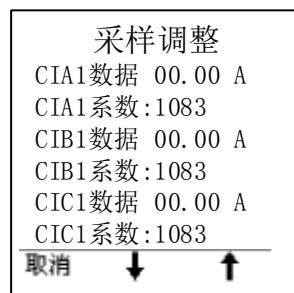 采样调整
CIA1数据 00.00 A
CIA1系数:1083
CIB1数据 00.00 A
CIB1系数:1083
CIC1数据 00.00 A
CIC1系数:1083
取消 ↓ ↑